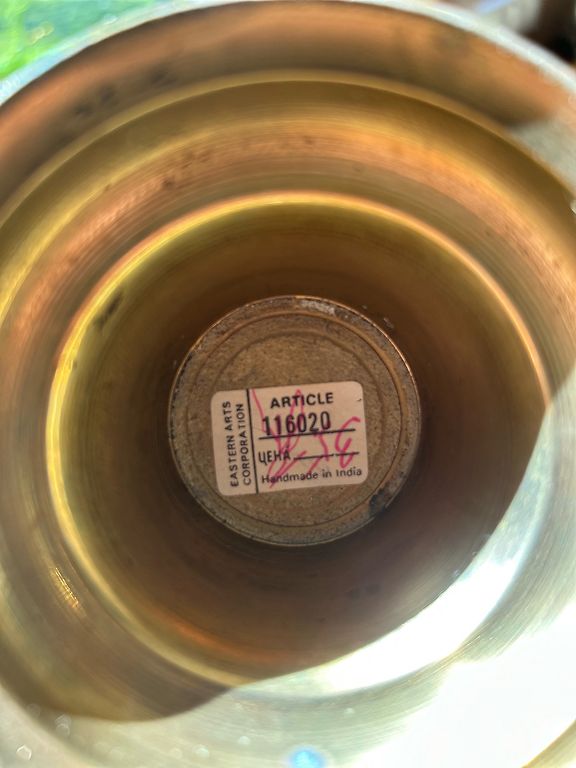 EASTERN ARTS
CORPORATION
ARTICLE
116020
ЦЕНА
Handmade in India